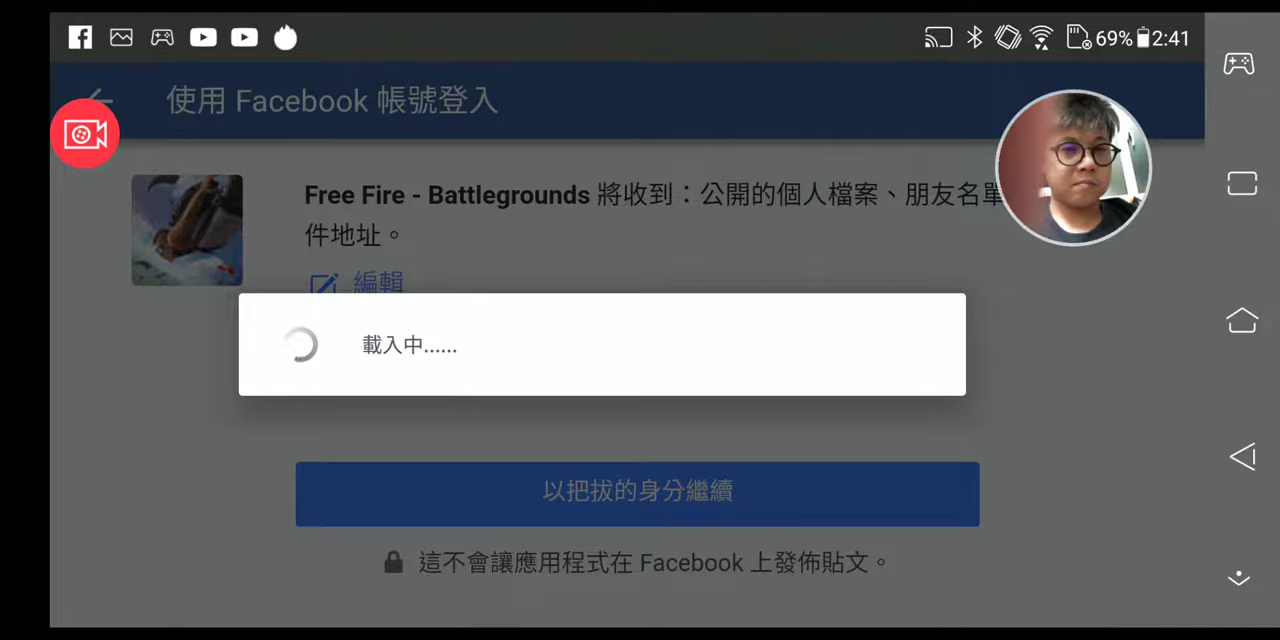 69% 2:41
使用 Facebook 帳號登入
Free Fire - Battlegrounds 將收到：公開的個人檔案、朋友名單
件地址。
編輯
載入中......
以把拔的身分繼續
這不會讓應用程式在 Facebook 上發佈貼文。